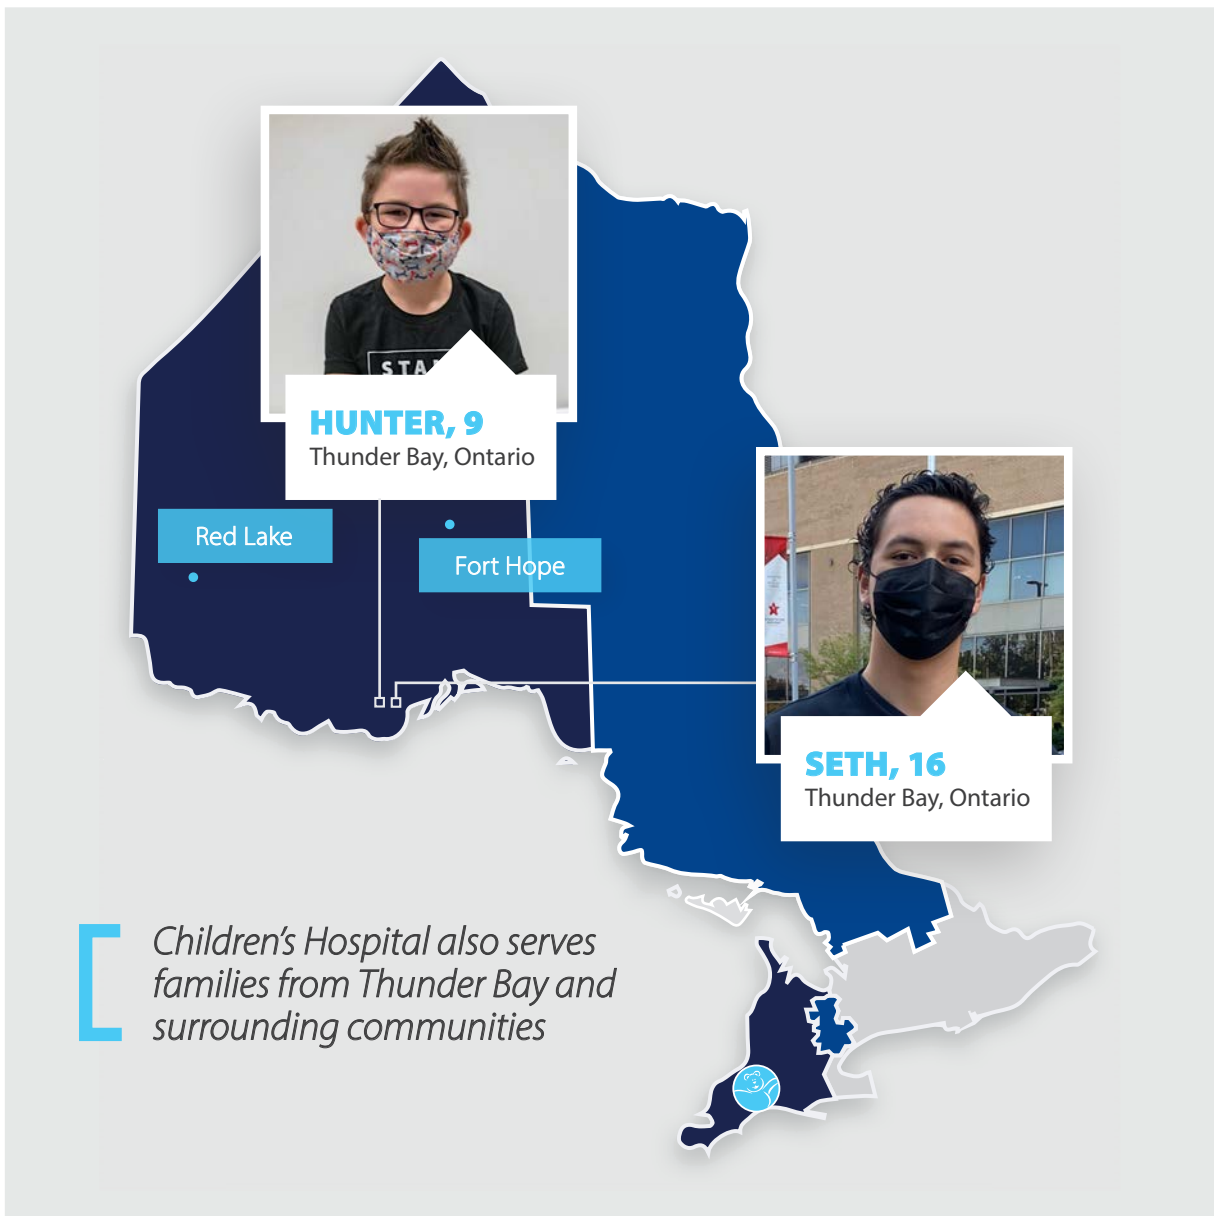 STA
HUNTER, 9
Thunder Bay, Ontario
Red Lake
Fort Hope
SETH, 16
Thunder Bay, Ontario
Children's Hospital also serves
families from Thunder Bay and
surrounding communities